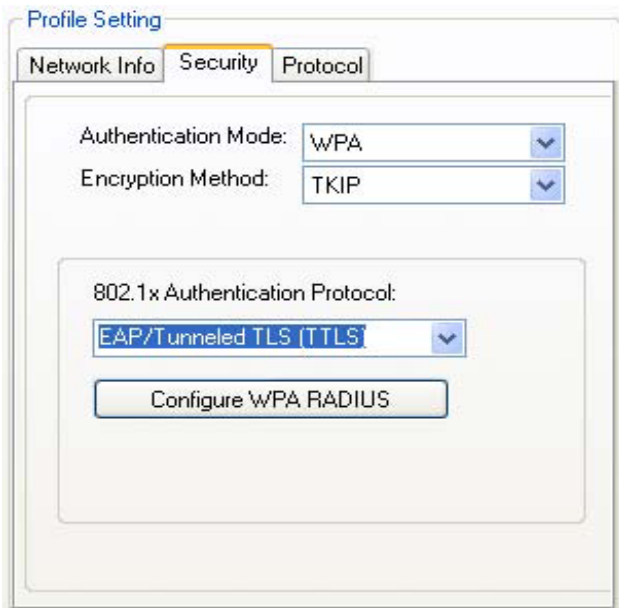 Profile Setting
Network Info Security Protocol
Authentication Mode: WPA
Encryption Method: TKIP
802.1x Authentication Protocol:
EAP/Tunneled TLS (TTLS)
Configure WPA RADIUS